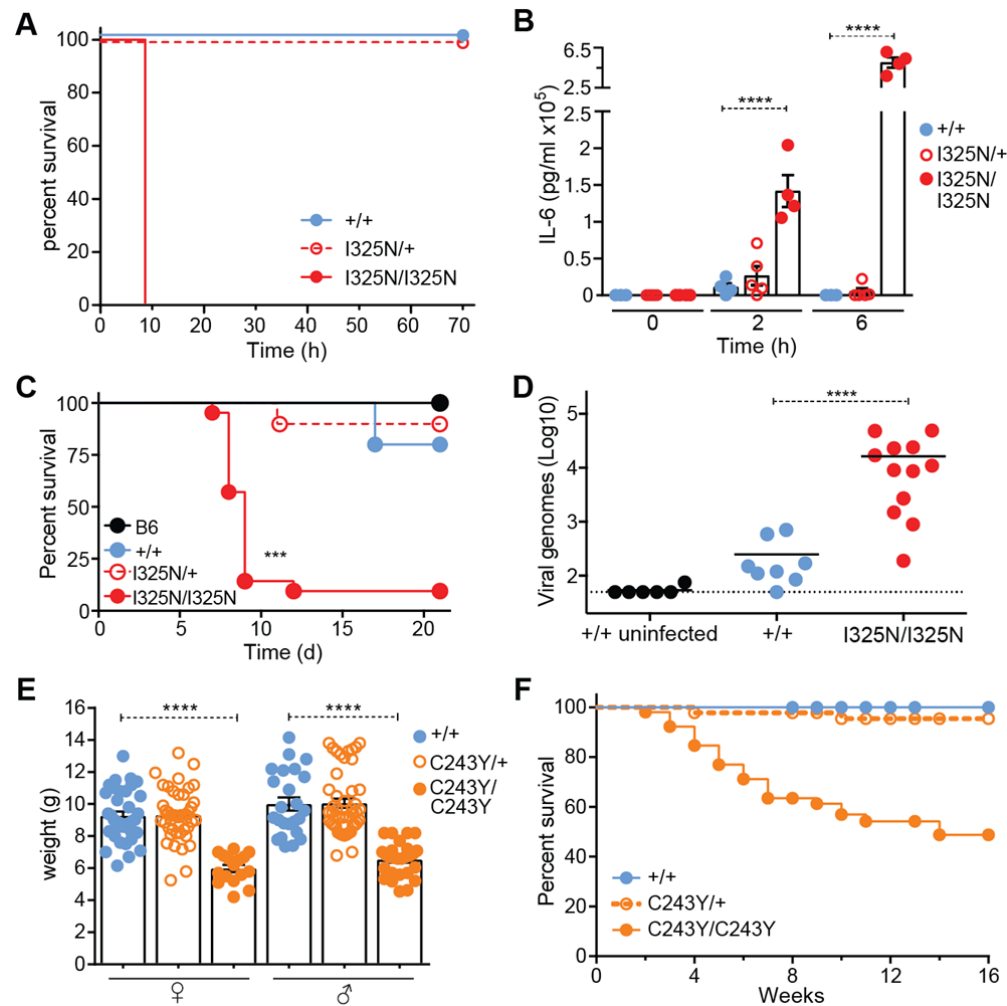 A
percent survival
100
80
60
40
20
0
0 10 20 30 40 50 60 70
Time (h)
+/+
I325N/+
I325N/I325N
B
IL-6 (pg/ml x10⁵)
6.5
2.5
2.5
2
1.5
1
0.5
0
****
****
0 2 6
Time (h)
+/+
I325N/+
I325N/
I325N
C
Percent survival
100
75
50
25
0
0 5 10 15 20
Time (d)
***
B6
+/+
I325N/+
I325N/I325N
D
Viral genomes (Log10)
5
4
3
2
****
+/+ uninfected +/+ I325N/I325N
E
weight (g)
16
14
12
10
8
6
4
2
0
**** ****
♀ ♂
+/+
C243Y/+
C243Y/
C243Y
F
Percent survival
100
80
60
40
20
0
0 4 8 12 16
Weeks
+/+
C243Y/+
C243Y/C243Y